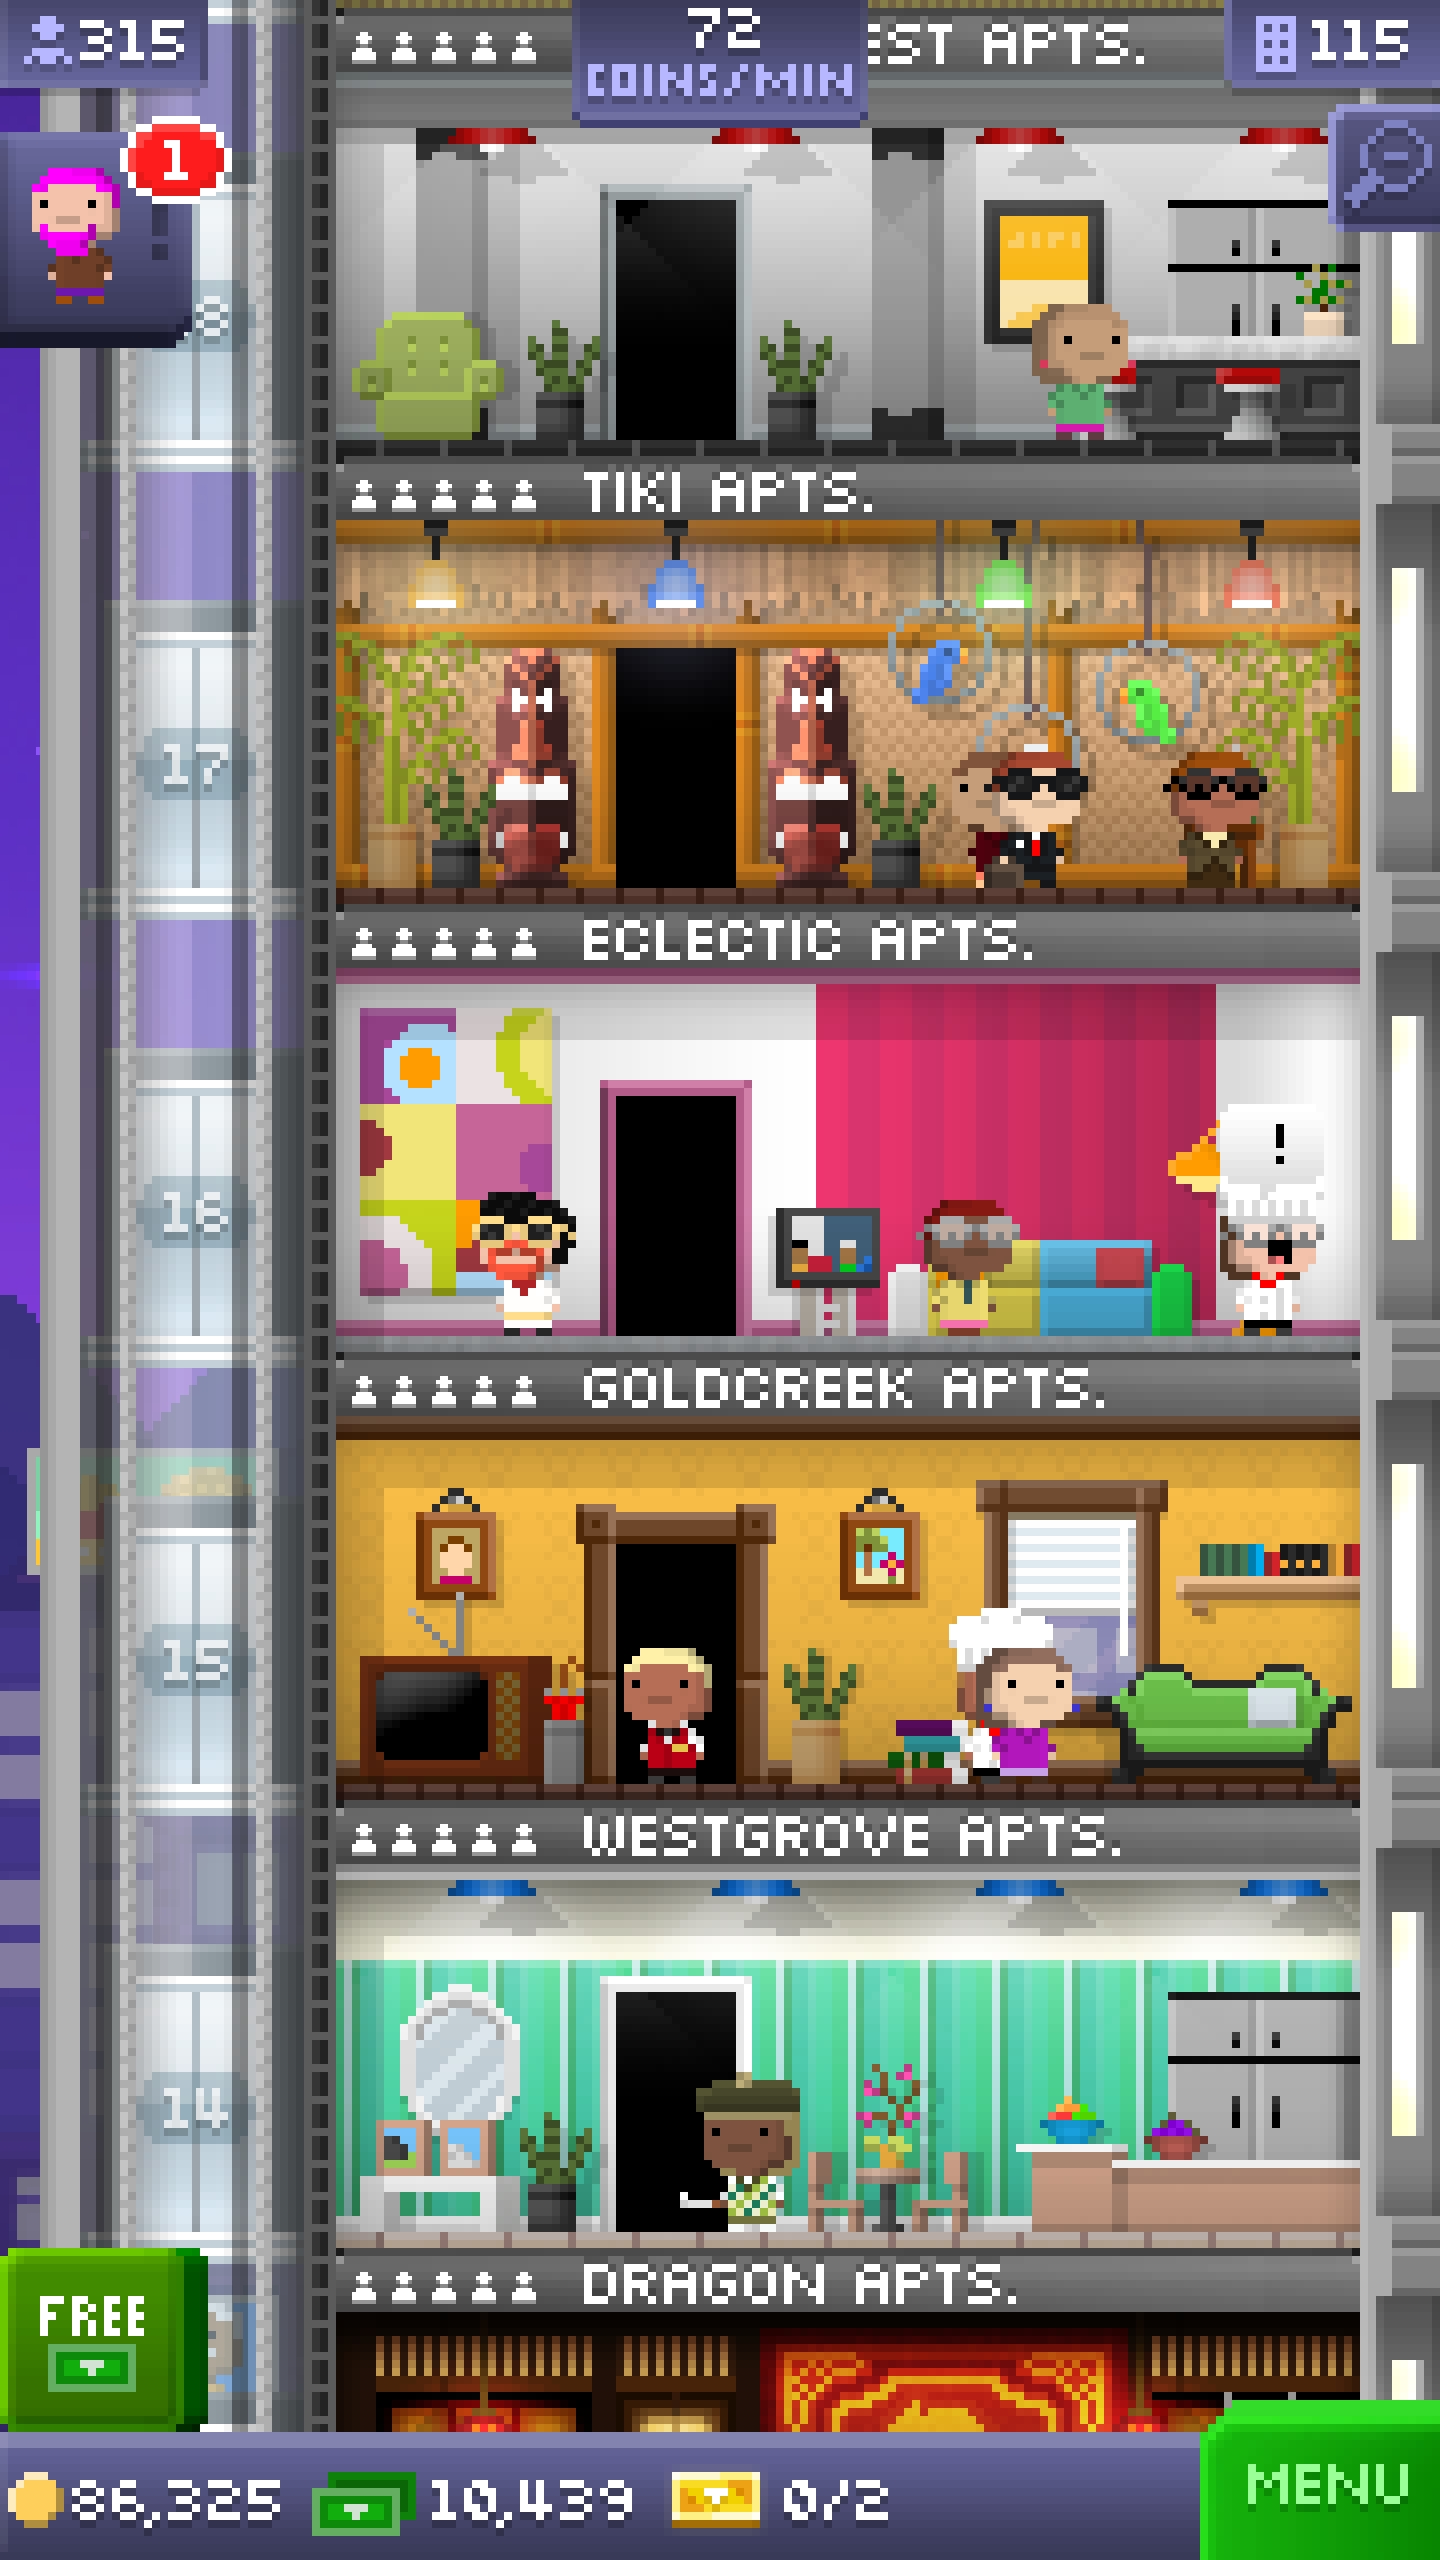 315
72
COINS/MIN
EST APTS.
115
1
8
TIKI APTS.
17
ECLECTIC APTS.
!
16
GOLDCREEK APTS.
15
WESTGROVE APTS.
14
DRAGON APTS.
FREE
86,325
10,439
0/2
MENU